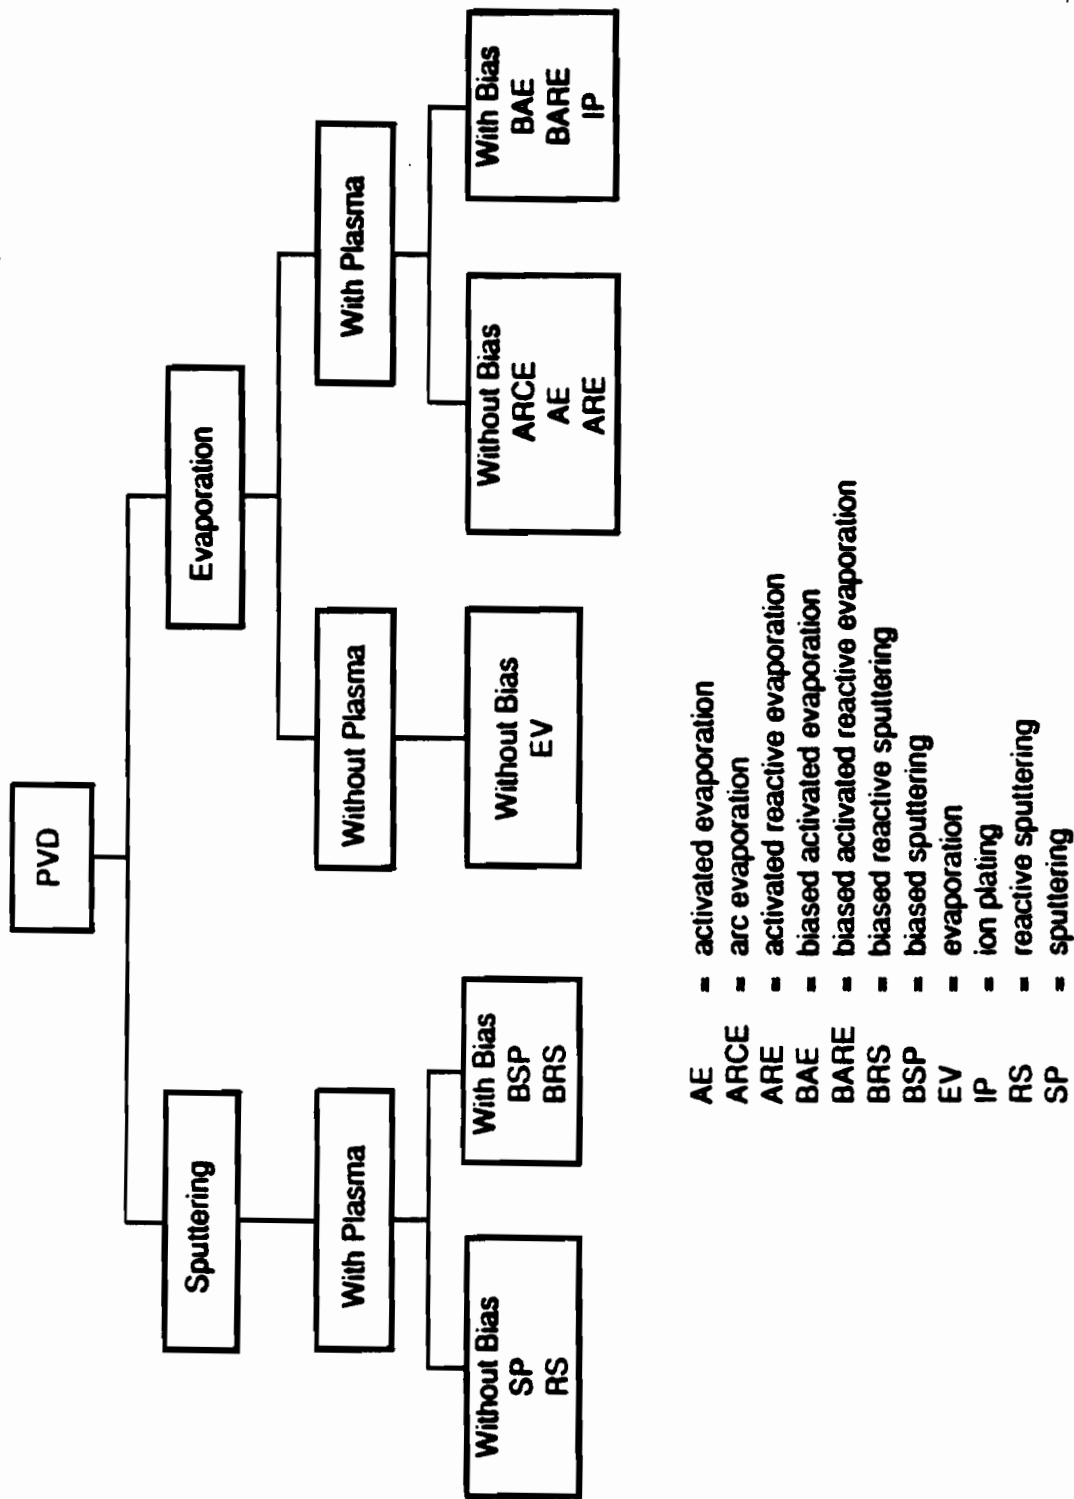 PVD
Sputtering
Evaporation
With Plasma
Without Plasma
With Plasma
Without Bias
SP
RS
With Bias
BSP
BRS
Without Bias
EV
Without Bias
ARCE
AE
ARE
With Bias
BAE
BARE
IP
AE = activated evaporation
ARCE = arc evaporation
ARE = activated reactive evaporation
BAE = biased activated evaporation
BARE = biased activated reactive evaporation
BRS = biased reactive sputtering
BSP = biased sputtering
EV = evaporation
IP = ion plating
RS = reactive sputtering
SP = sputtering